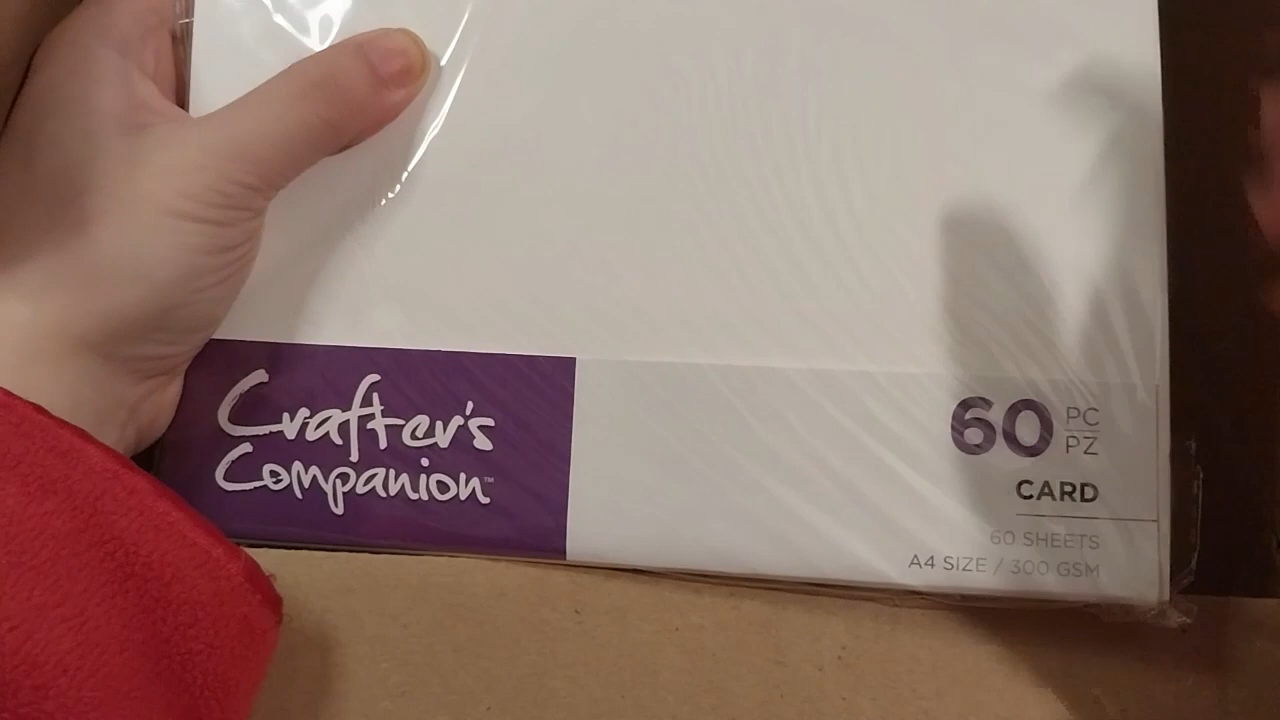 Crafter's
Companion™
60 PC
PZ
CARD
60 SHEETS
A4 SIZE / 300 GSM